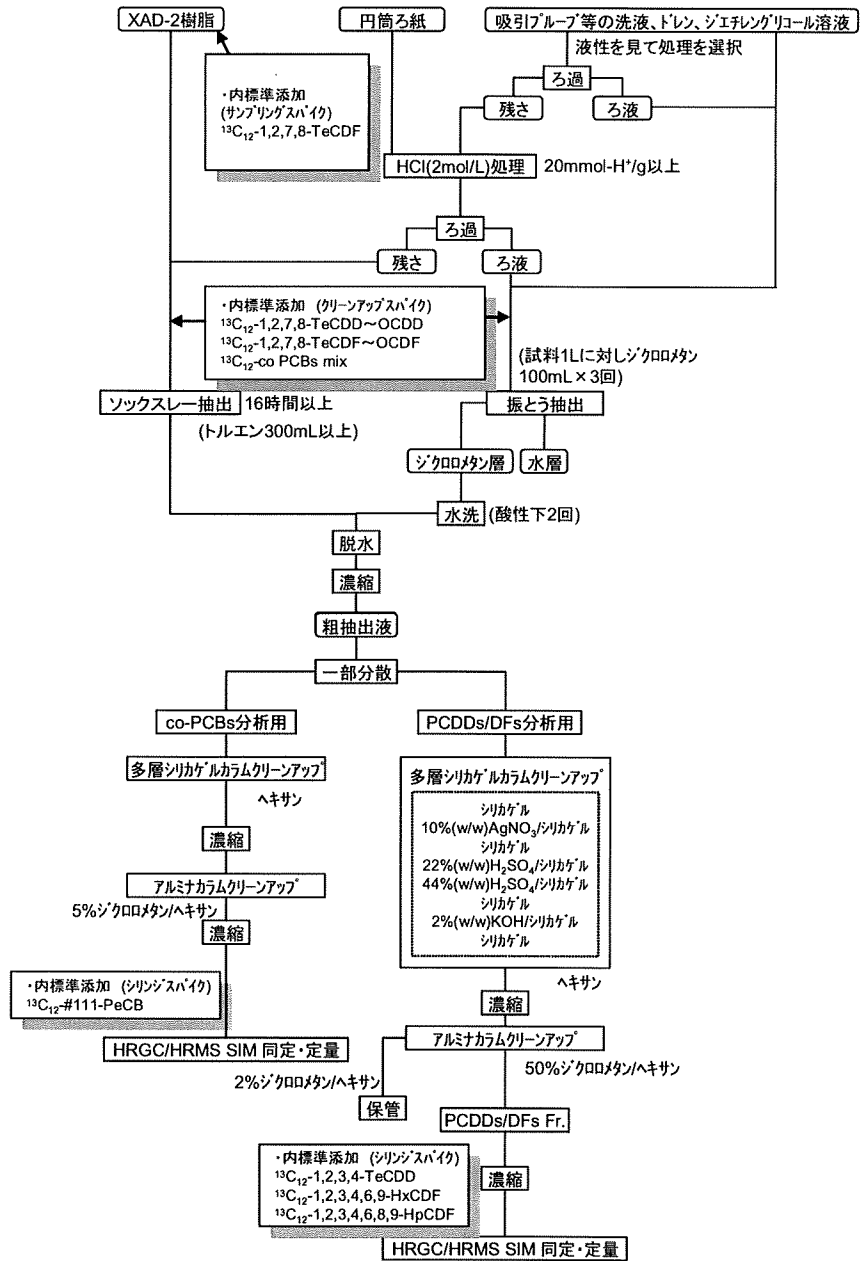 XAD-2樹脂
円筒ろ紙
吸引プルーブ等の洗液、ドレン、ジエチレングリコール溶液
液性を見て処理を選択
ろ過
残さ
ろ液
・内標準添加
(サンプリングスパイク)
¹³C₁₂-1,2,7,8-TeCDF
HCl(2mol/L)処理
20mmol-H⁺/g以上
ろ過
残さ
ろ液
・内標準添加 (クリーンアップスパイク)
¹³C₁₂-1,2,7,8-TeCDD～OCDD
¹³C₁₂-1,2,7,8-TeCDF～OCDF
¹³C₁₂-co PCBs mix
(試料1Lに対しジクロロメタン
100mL×3回)
ソックスレー抽出
16時間以上
(トルエン300mL以上)
振とう抽出
ジクロロメタン層
水層
水洗
(酸性下2回)
脱水
濃縮
粗抽出液
一部分散
co-PCBs分析用
PCDDs/DFs分析用
多層シリカゲルカラムクリーンアップ
ヘキサン
濃縮
アルミナカラムクリーンアップ
5%ジクロロメタン/ヘキサン
濃縮
・内標準添加 (シリンジスパイク)
¹³C₁₂-#111-PeCB
HRGC/HRMS SIM 同定・定量
多層シリカゲルカラムクリーンアップ
シリカゲル
10%(w/w)AgNO₃/シリカゲル
シリカゲル
22%(w/w)H₂SO₄/シリカゲル
44%(w/w)H₂SO₄/シリカゲル
シリカゲル
2%(w/w)KOH/シリカゲル
シリカゲル
ヘキサン
濃縮
アルミナカラムクリーンアップ
2%ジクロロメタン/ヘキサン
50%ジクロロメタン/ヘキサン
保管
PCDDs/DFs Fr.
・内標準添加 (シリンジスパイク)
¹³C₁₂-1,2,3,4-TeCDD
¹³C₁₂-1,2,3,4,6,9-HxCDF
¹³C₁₂-1,2,3,4,6,8,9-HpCDF
濃縮
HRGC/HRMS SIM 同定・定量